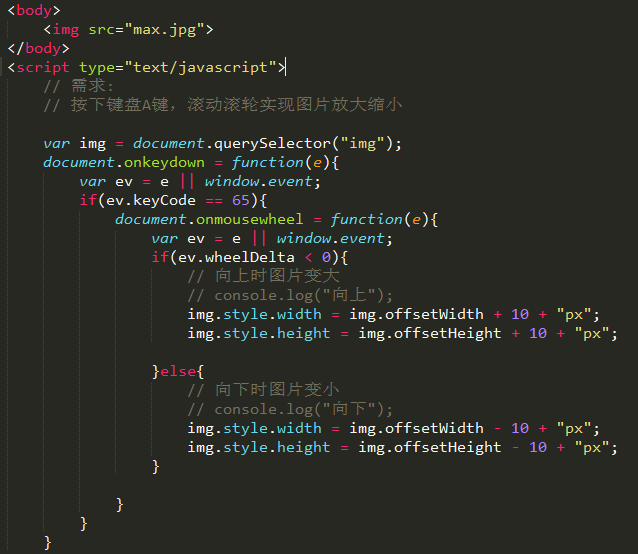 <body>
    <img src="max.jpg">
</body>
<script type="text/javascript">
    // 需求:
    // 按下键盘A键，滚动滚轮实现图片放大缩小
    var img = document.querySelector("img");
    document.onkeydown = function(e){
        var ev = e || window.event;
        if(ev.keyCode == 65){
            document.onmousewheel = function(e){
                var ev = e || window.event;
                if(ev.wheelDelta < 0){
                    // 向上时图片变大
                    // console.log("向上");
                    img.style.width = img.offsetWidth + 10 + "px";
                    img.style.height = img.offsetHeight + 10 + "px";
                }else{
                    // 向下时图片变小
                    // console.log("向下");
                    img.style.width = img.offsetWidth - 10 + "px";
                    img.style.height = img.offsetHeight - 10 + "px";
                }
            }
        }
    }